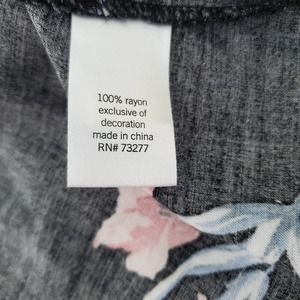 100% rayon
exclusive of
decoration
made in china
RN# 73277